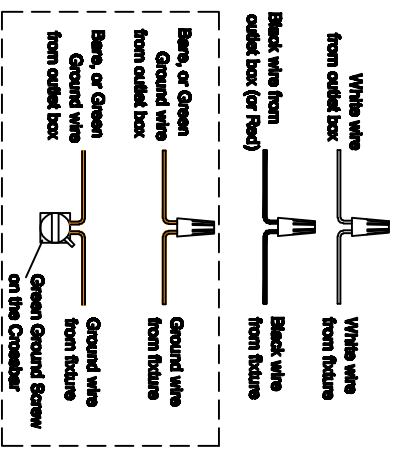 White wire
from outlet box
White wire
from fixture
Black wire from
outlet box (or Red)
Black wire
from fixture
Bare, or Green
Ground wire
from outlet box
Ground wire
from fixture
Bare, or Green
Ground wire
from outlet box
Ground wire
from fixture
Green Ground Screw
on the Crossbar